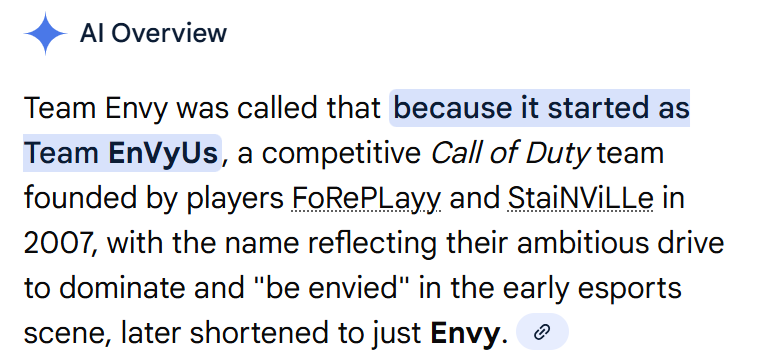 AI Overview
Team Envy was called that because it started as
Team EnVyUs, a competitive Call of Duty team
founded by players FoRePLayy and StaiNViLLe in
2007, with the name reflecting their ambitious drive
to dominate and "be envied" in the early esports
scene, later shortened to just Envy.